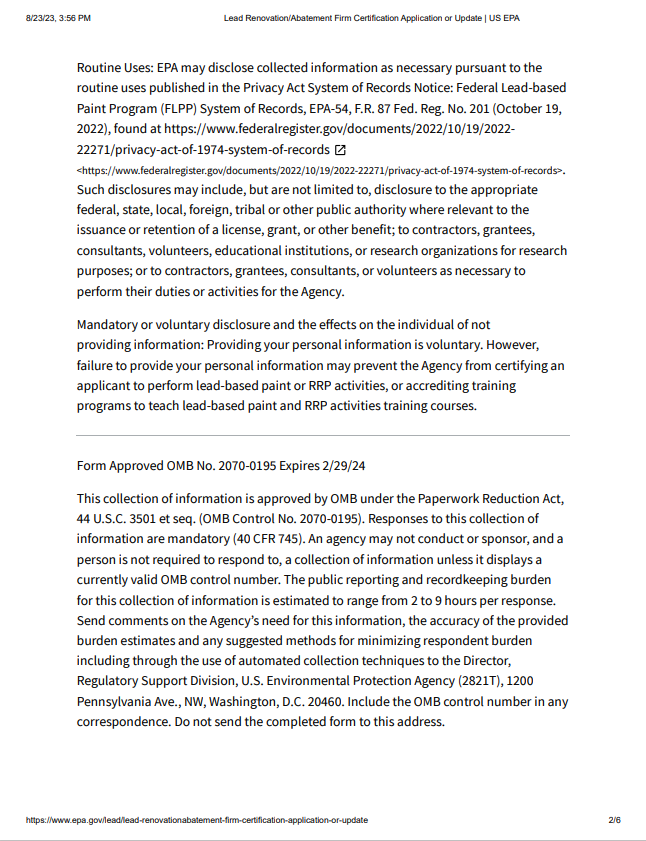 8/23/23, 3:56 PM Lead Renovation/Abatement Firm Certification Application or Update | US EPA
Routine Uses: EPA may disclose collected information as necessary pursuant to the
routine uses published in the Privacy Act System of Records Notice: Federal Lead-based
Paint Program (FLPP) System of Records, EPA-54, F.R. 87 Fed. Reg. No. 201 (October 19,
2022), found at https://www.federalregister.gov/documents/2022/10/19/2022-
22271/privacy-act-of-1974-system-of-records
<https://www.federalregister.gov/documents/2022/10/19/2022-22271/privacy-act-of-1974-system-of-records>.
Such disclosures may include, but are not limited to, disclosure to the appropriate
federal, state, local, foreign, tribal or other public authority where relevant to the
issuance or retention of a license, grant, or other benefit; to contractors, grantees,
consultants, volunteers, educational institutions, or research organizations for research
purposes; or to contractors, grantees, consultants, or volunteers as necessary to
perform their duties or activities for the Agency.
Mandatory or voluntary disclosure and the effects on the individual of not
providing information: Providing your personal information is voluntary. However,
failure to provide your personal information may prevent the Agency from certifying an
applicant to perform lead-based paint or RRP activities, or accrediting training
programs to teach lead-based paint and RRP activities training courses.
Form Approved OMB No. 2070-0195 Expires 2/29/24
This collection of information is approved by OMB under the Paperwork Reduction Act,
44 U.S.C. 3501 et seq. (OMB Control No. 2070-0195). Responses to this collection of
information are mandatory (40 CFR 745). An agency may not conduct or sponsor, and a
person is not required to respond to, a collection of information unless it displays a
currently valid OMB control number. The public reporting and recordkeeping burden
for this collection of information is estimated to range from 2 to 9 hours per response.
Send comments on the Agency's need for this information, the accuracy of the provided
burden estimates and any suggested methods for minimizing respondent burden
including through the use of automated collection techniques to the Director,
Regulatory Support Division, U.S. Environmental Protection Agency (2821T), 1200
Pennsylvania Ave., NW, Washington, D.C. 20460. Include the OMB control number in any
correspondence. Do not send the completed form to this address.
https://www.epa.gov/lead/lead-renovationabatement-firm-certification-application-or-update 2/6